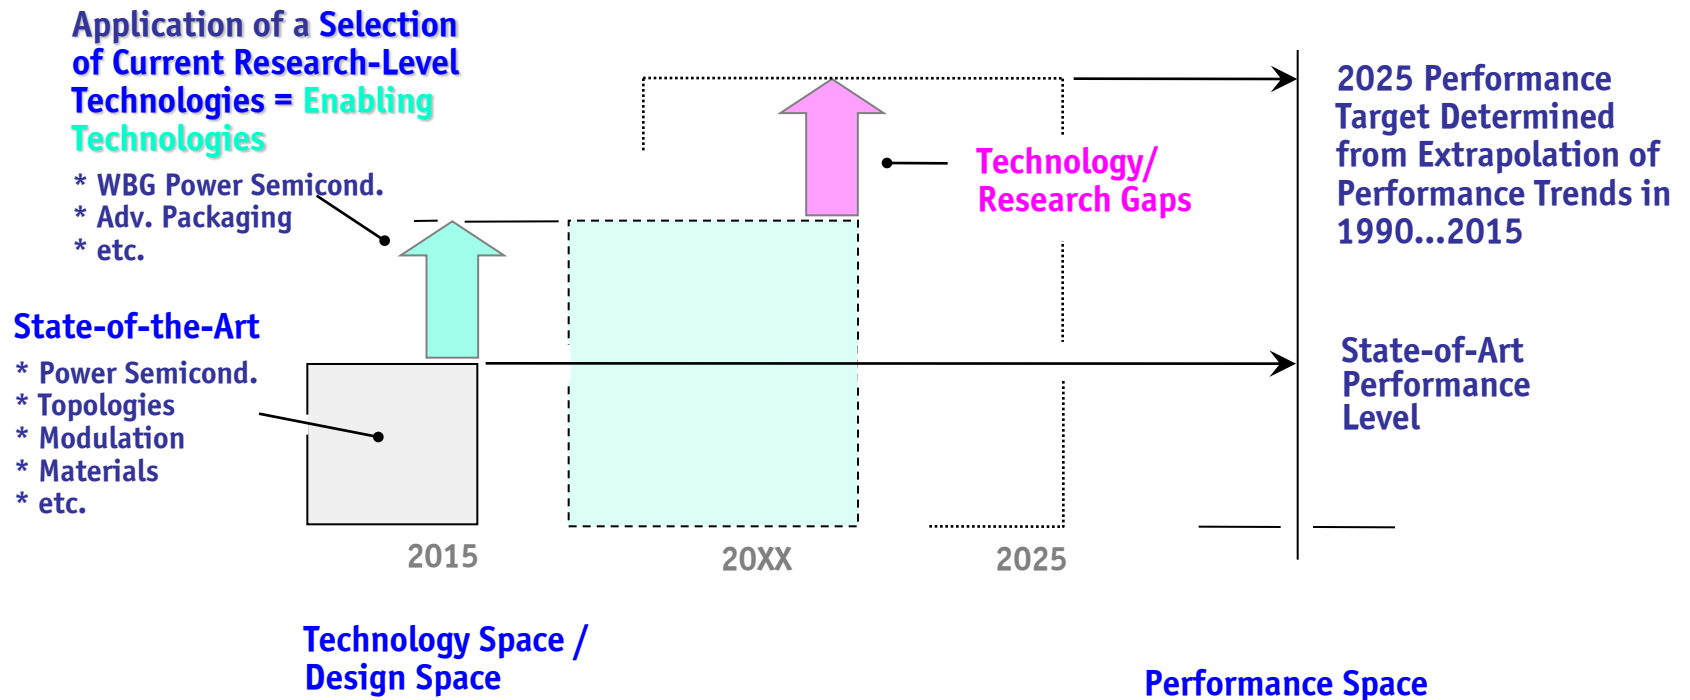 Application of a Selection
of Current Research-Level
Technologies = Enabling
Technologies
* WBG Power Semicond.
* Adv. Packaging
* etc.
State-of-the-Art
* Power Semicond.
* Topologies
* Modulation
* Materials
* etc.
Technology/
Research Gaps
2025 Performance
Target Determined
from Extrapolation of
Performance Trends in
1990...2015
State-of-Art
Performance
Level
2015
20XX
2025
Technology Space /
Design Space
Performance Space